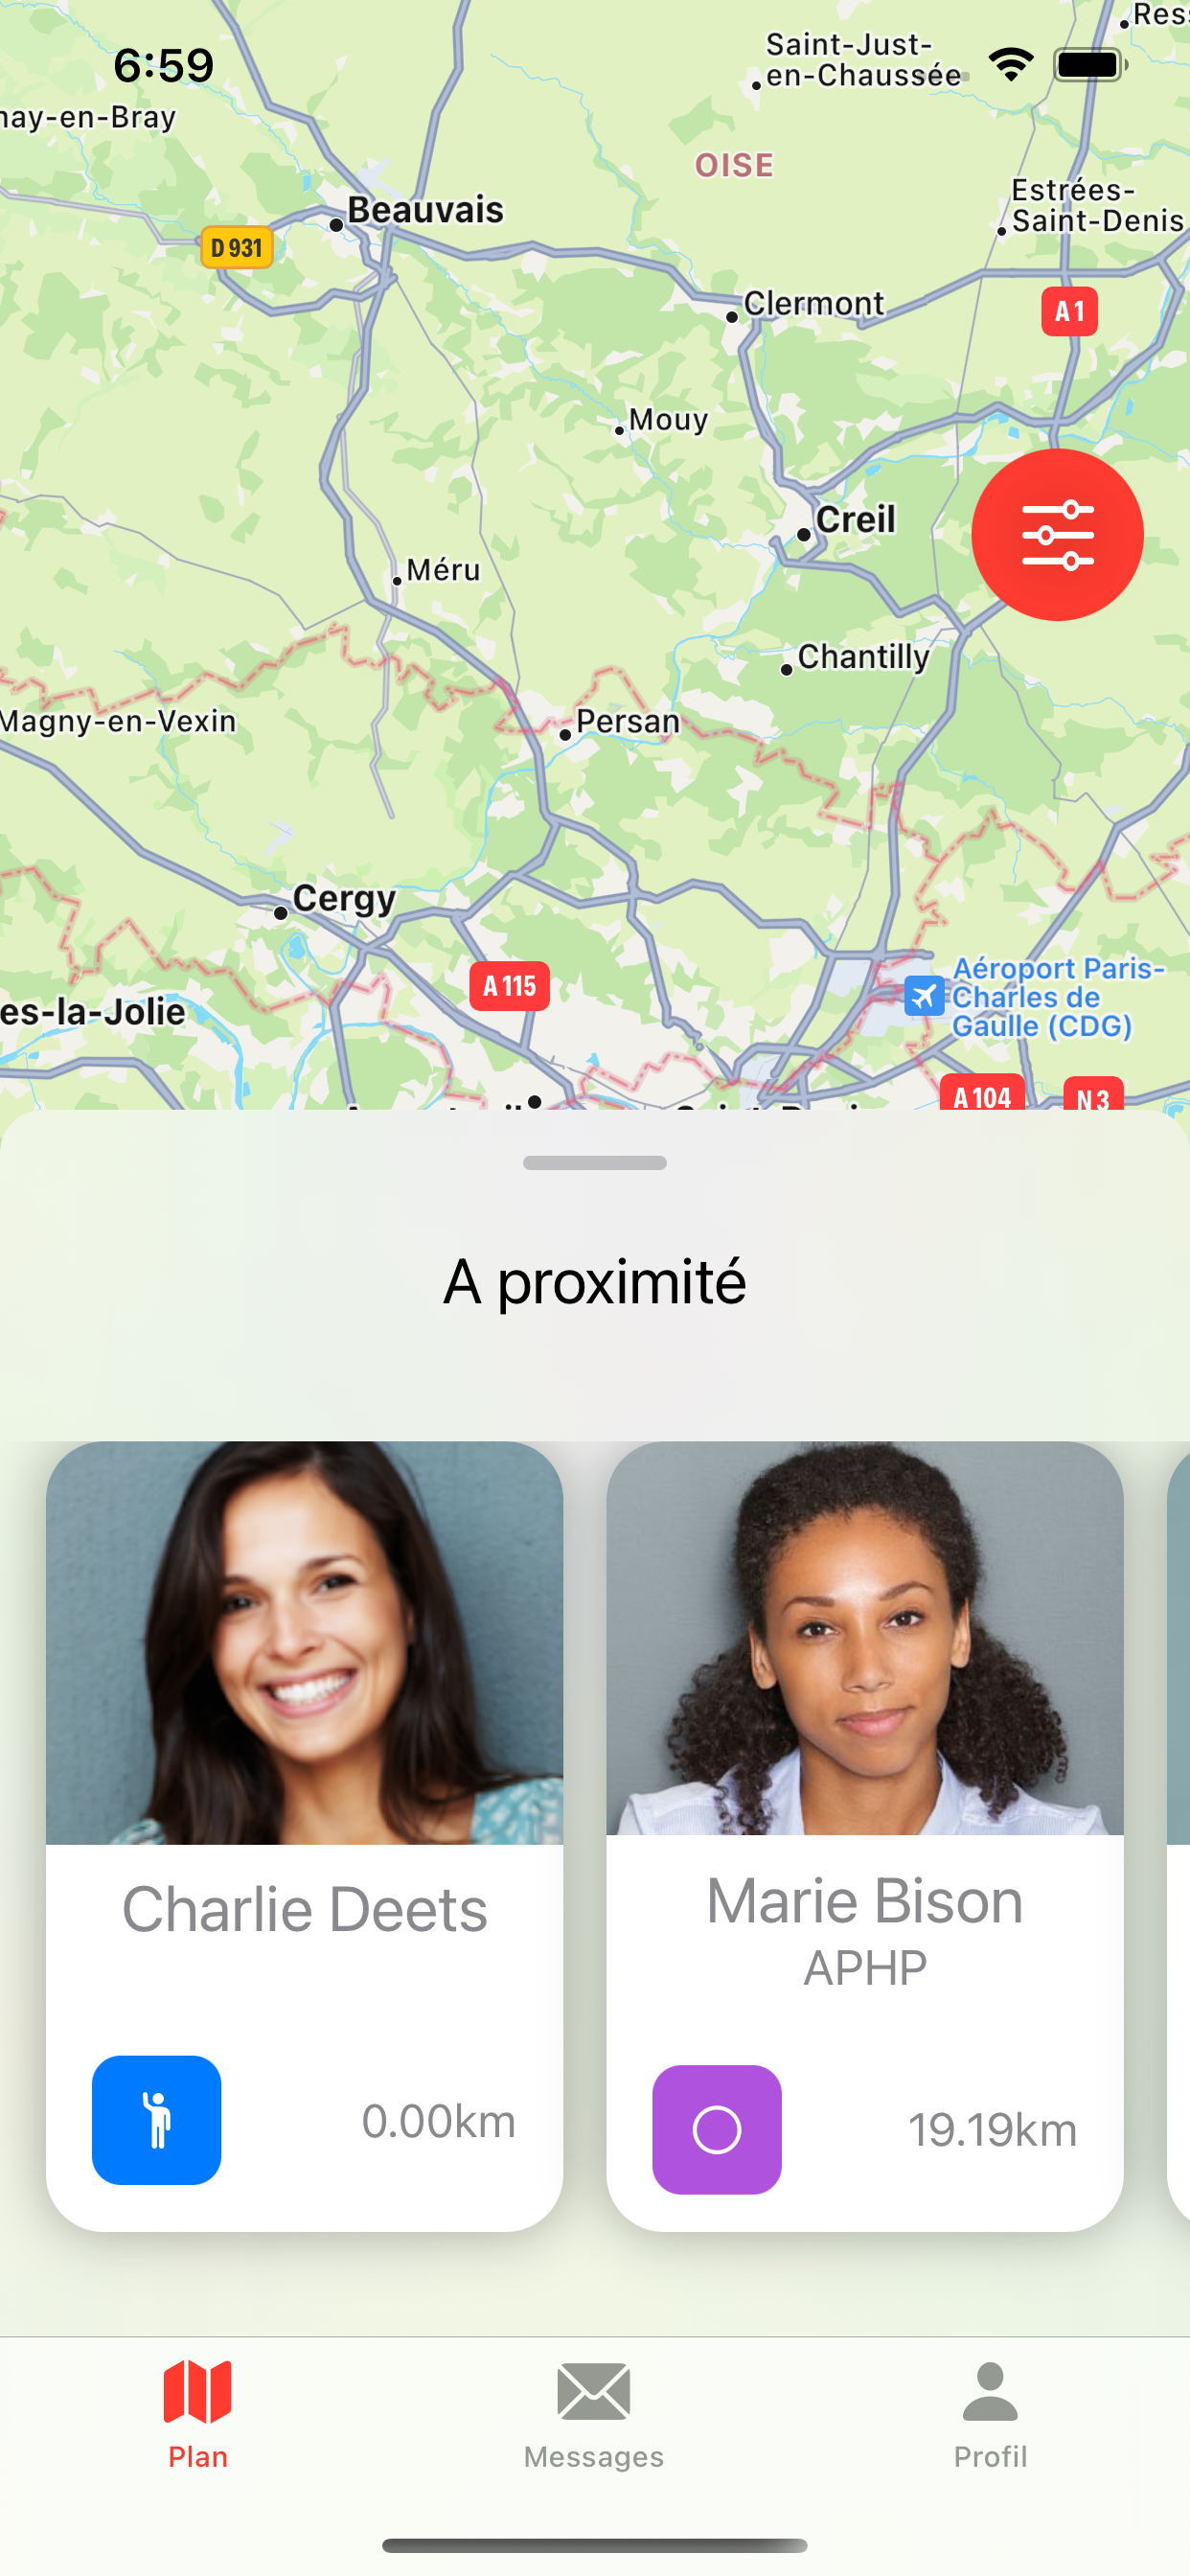 Saint-Just-
6:59
en-Chaussée
nay-en-Bray
OISE
Estrées-
Saint-Denis
Beauvais
D 931
Clermont
A 1
Mouy
Creil
Méru
Chantilly
Magny-en-Vexin
Persan
Cergy
A 115
Aéroport Paris-
Charles de
Gaulle (CDG)
es-la-Jolie
A 104
N 3
A proximité
Charlie Deets
Marie Bison
APHP
0.00km
19.19km
Plan
Messages
Profil